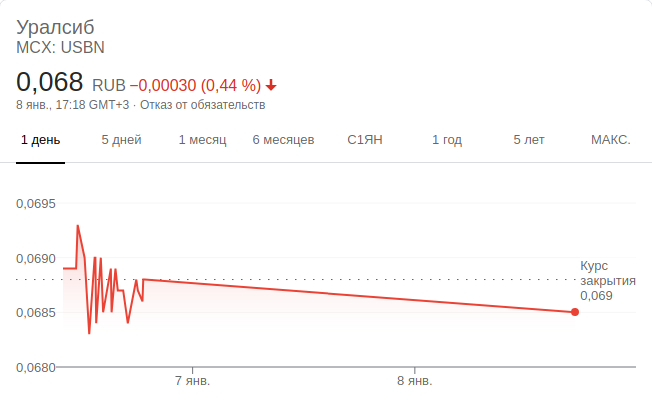 Уралсиб
MCX: USBN
0,068 RUB −0,00030 (0,44 %)
8 янв., 17:18 GMT+3 · Отказ от обязательств
1 день 5 дней 1 месяц 6 месяцев С1ЯН 1 год 5 лет МАКС.
0,0695
0,0690
Курс
закрытия
0,069
0,0685
0,0680
7 янв. 8 янв.